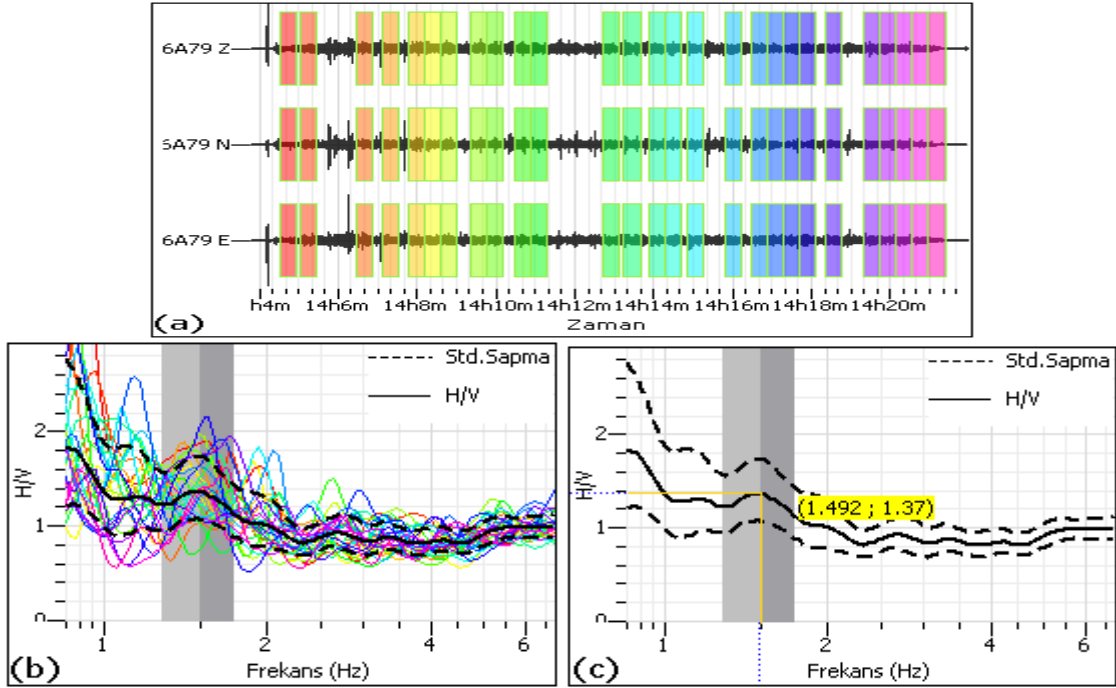 6A79 Z
6A79 N
6A79 E
h4m 14h6m 14h8m 14h10m 14h12m 14h14m 14h16m 14h18m 14h20m
Zaman
(a)
Std.Sapma
H/V
H/V
2
1
0
1 2 4 6
Frekans (Hz)
(b)
Std.Sapma
H/V
H/V
2
1
0
(1.492 ; 1.37)
1 2 4 6
Frekans (Hz)
(c)